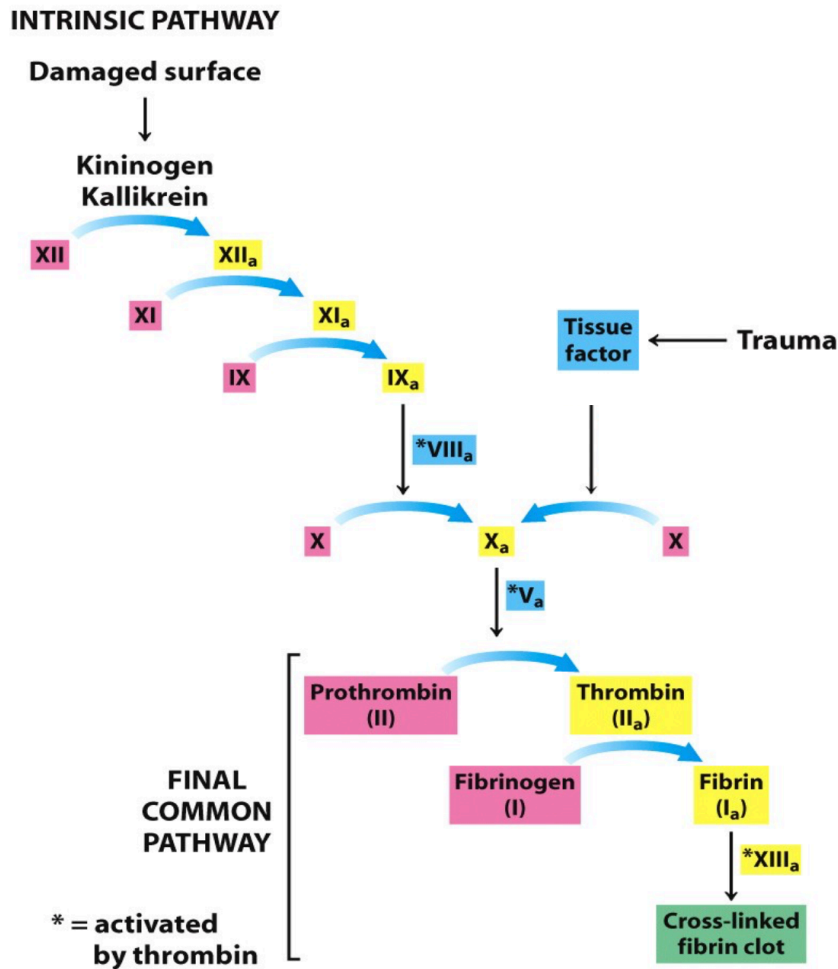 INTRINSIC PATHWAY
Damaged surface
Kininogen
Kallikrein
XII
XIIa
XI
XIa
Tissue
factor
Trauma
IX
IXa
*VIIIa
X
Xa
X
*Va
Prothrombin
(II)
Thrombin
(IIa)
Fibrinogen
(I)
Fibrin
(Ia)
FINAL
COMMON
PATHWAY
*XIIIa
Cross-linked
fibrin clot
* = activated
by thrombin